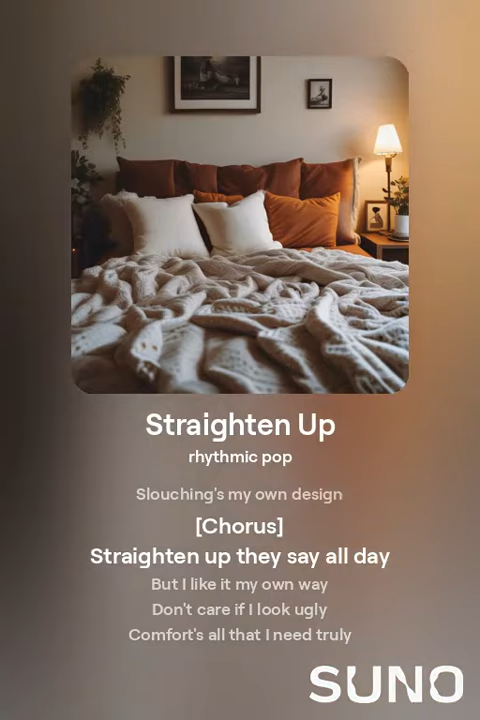 Straighten Up
rhythmic pop
Slouching's my own design
[Chorus]
Straighten up they say all day
But I like it my own way
Don't care if I look ugly
Comfort's all that I need truly
SUNO